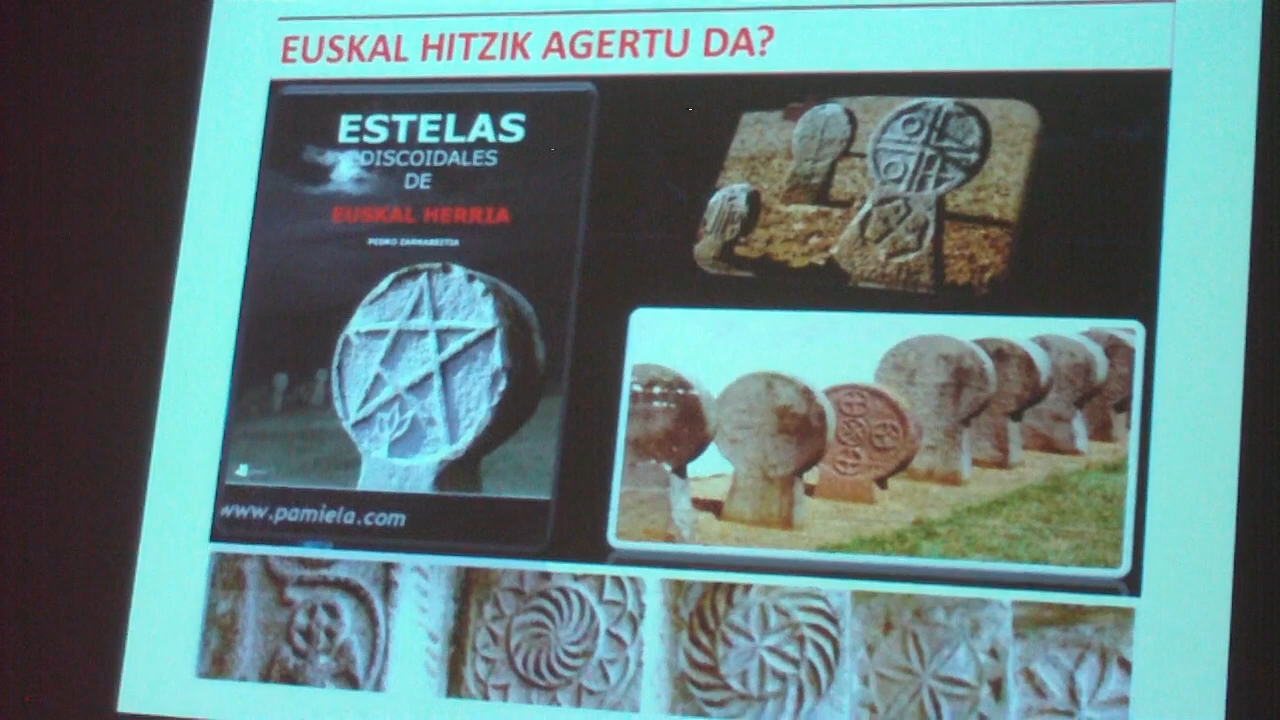 EUSKAL HITZIK AGERTU DA?
ESTELAS
DISCOIDALES
DE
EUSKAL HERRIA
PEDRO ZARRABEITIA
www.pamiela.com